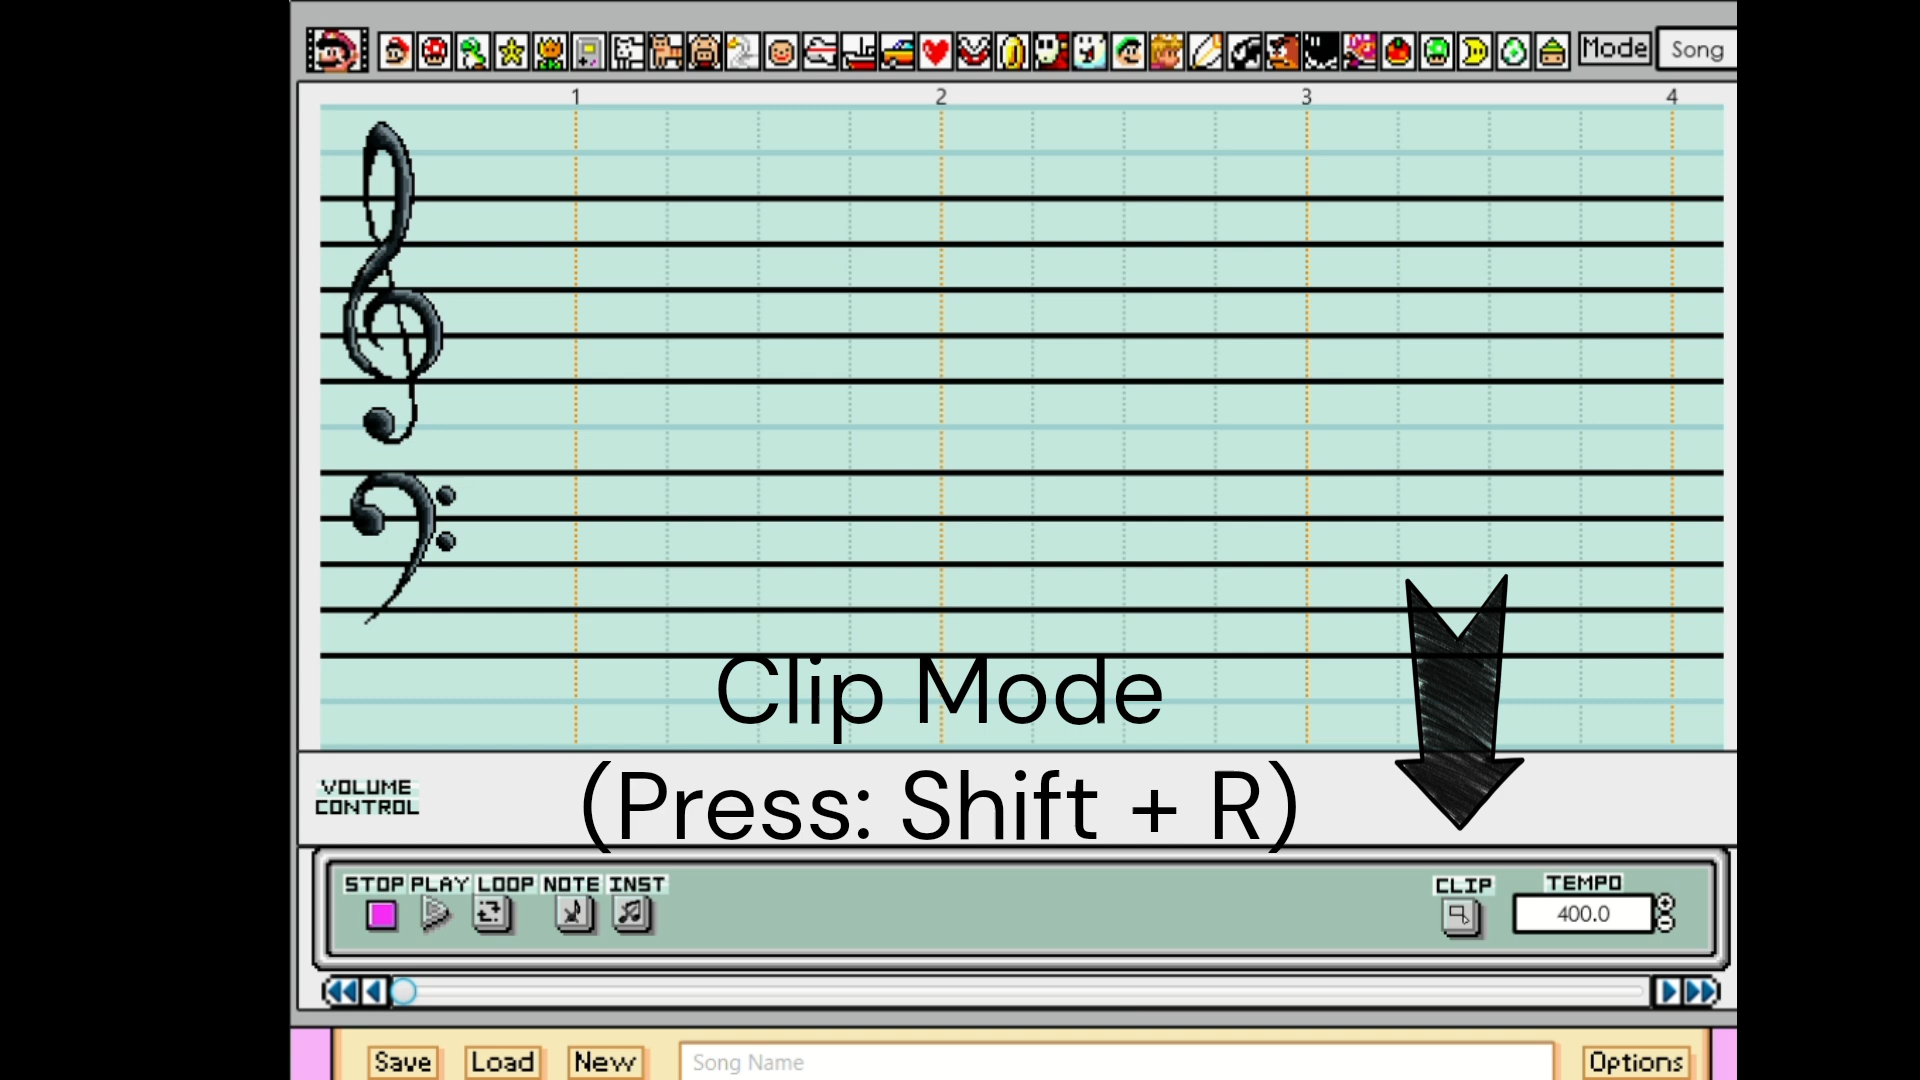 Mode Song
1 2 3 4
Clip Mode
(Press: Shift + R)
VOLUME
CONTROL
STOP PLAY LOOP NOTE INST CLIP TEMPO
400.0
Save Load New Song Name Options